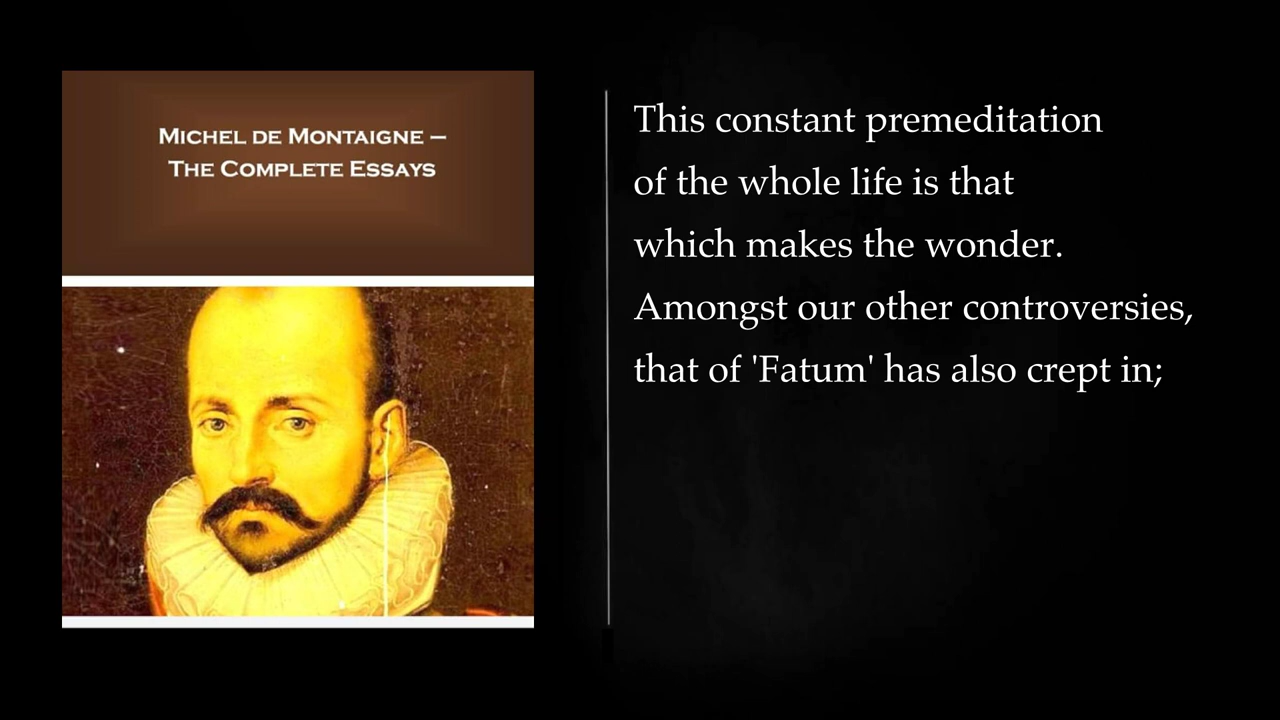 MICHEL DE MONTAIGNE –
THE COMPLETE ESSAYS
This constant premeditation
of the whole life is that
which makes the wonder.
Amongst our other controversies,
that of 'Fatum' has also crept in;